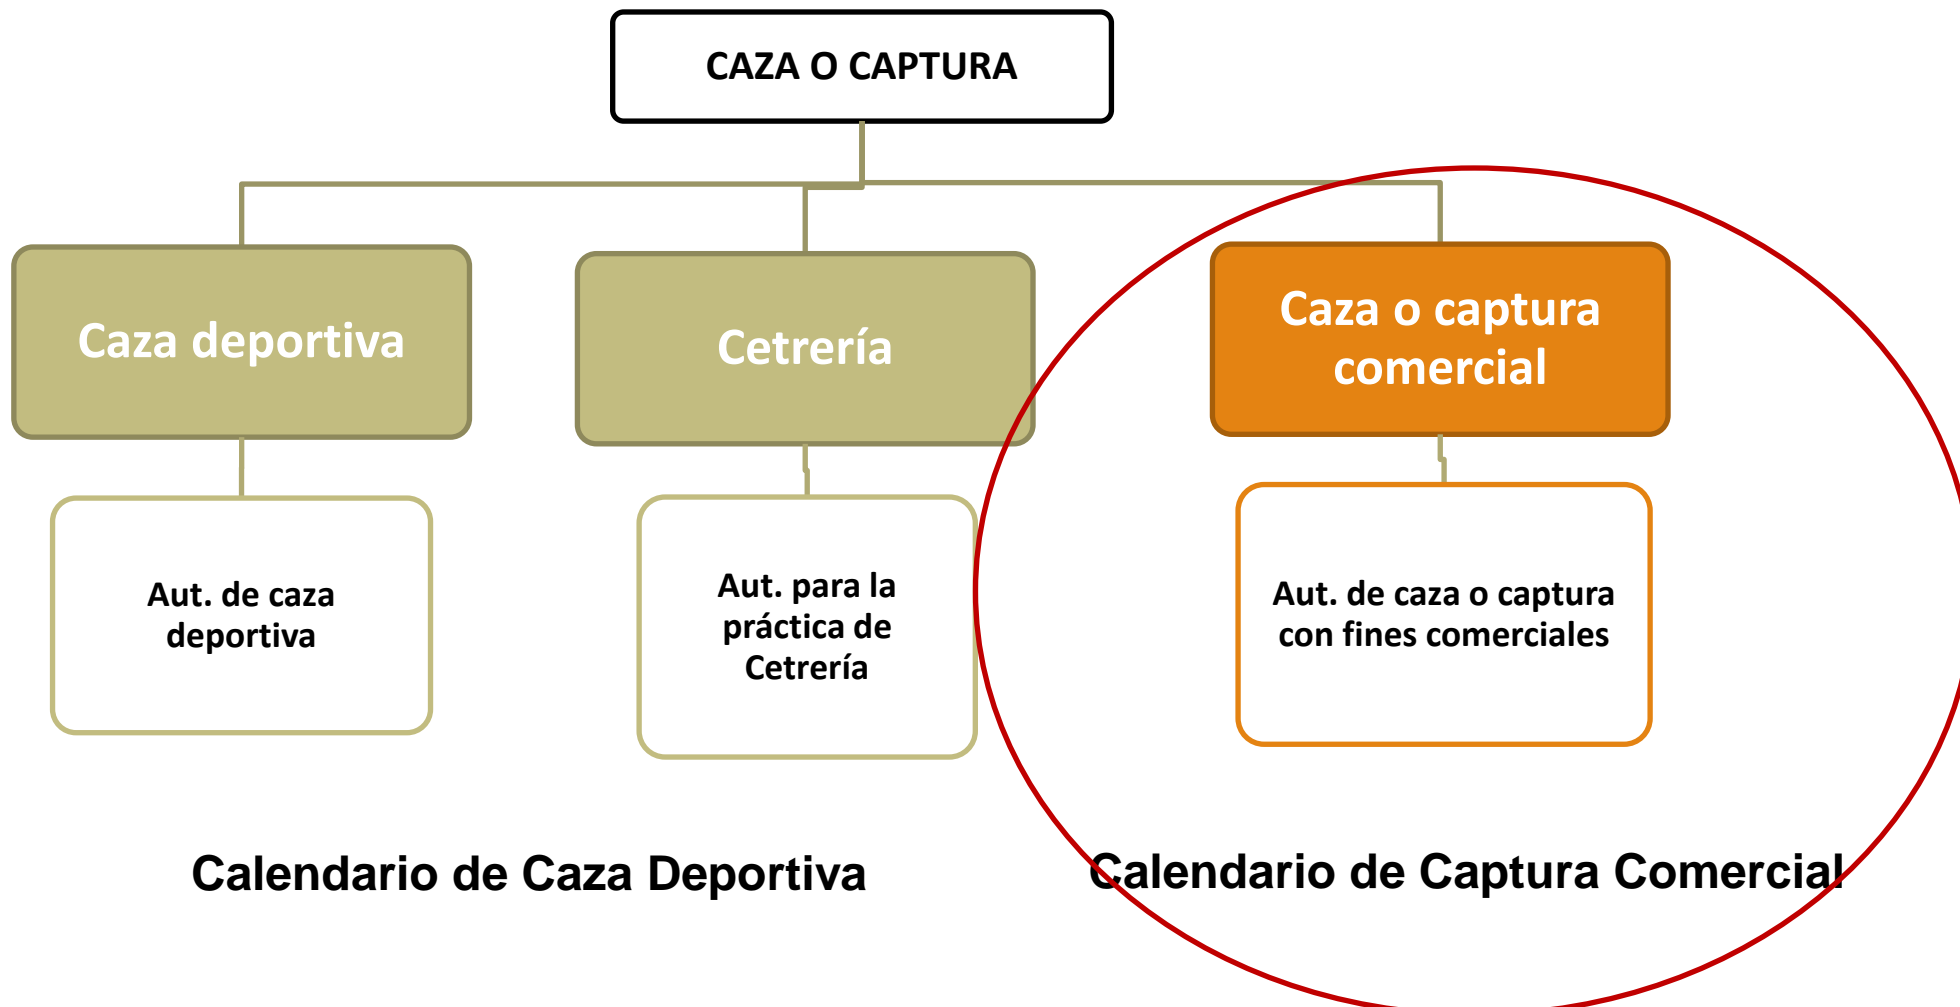 CAZA O CAPTURA
Caza deportiva
Cetrería
Caza o captura
comercial
Aut. de caza
deportiva
Aut. para la
práctica de
Cetrería
Aut. de caza o captura
con fines comerciales
Calendario de Caza Deportiva
Calendario de Captura Comercial